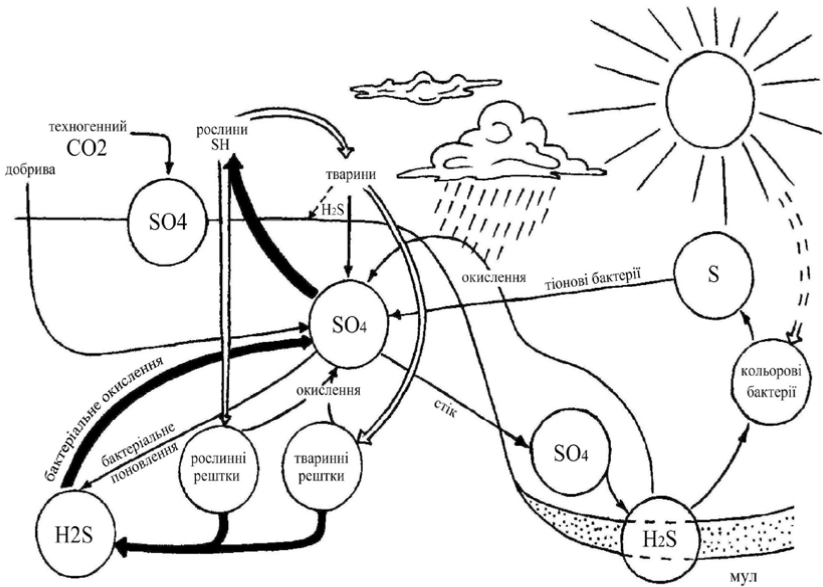 техногенний
CO2
рослини
SH
добрива
тварини
SO4
H2S
окислення
тіонові бактерії
S
SO4
кольорові
бактерії
бактеріальне окислення
окислення
стік
бактеріальне
поновлення
рослинні
рештки
тваринні
рештки
SO4
H2S
H2S
мул